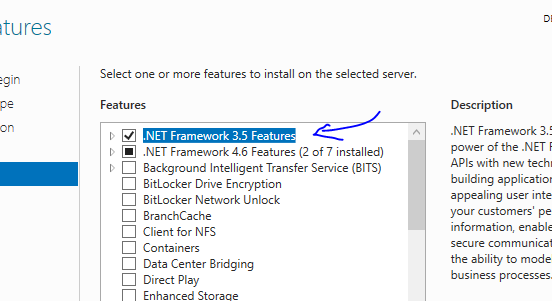 DE
atures
egin
Select one or more features to install on the selected server.
pe
Features
Description
on
.NET Framework 3.5 Features
.NET Framework 3.5
.NET Framework 4.6 Features (2 of 7 installed)
power of the .NET F
Background Intelligent Transfer Service (BITS)
APIs with new techn
BitLocker Drive Encryption
building application
BitLocker Network Unlock
appealing user inte
BranchCache
your customers' pe
Client for NFS
information, enable
Containers
secure communicat
Data Center Bridging
the ability to model
Direct Play
business processes.
Enhanced Storage